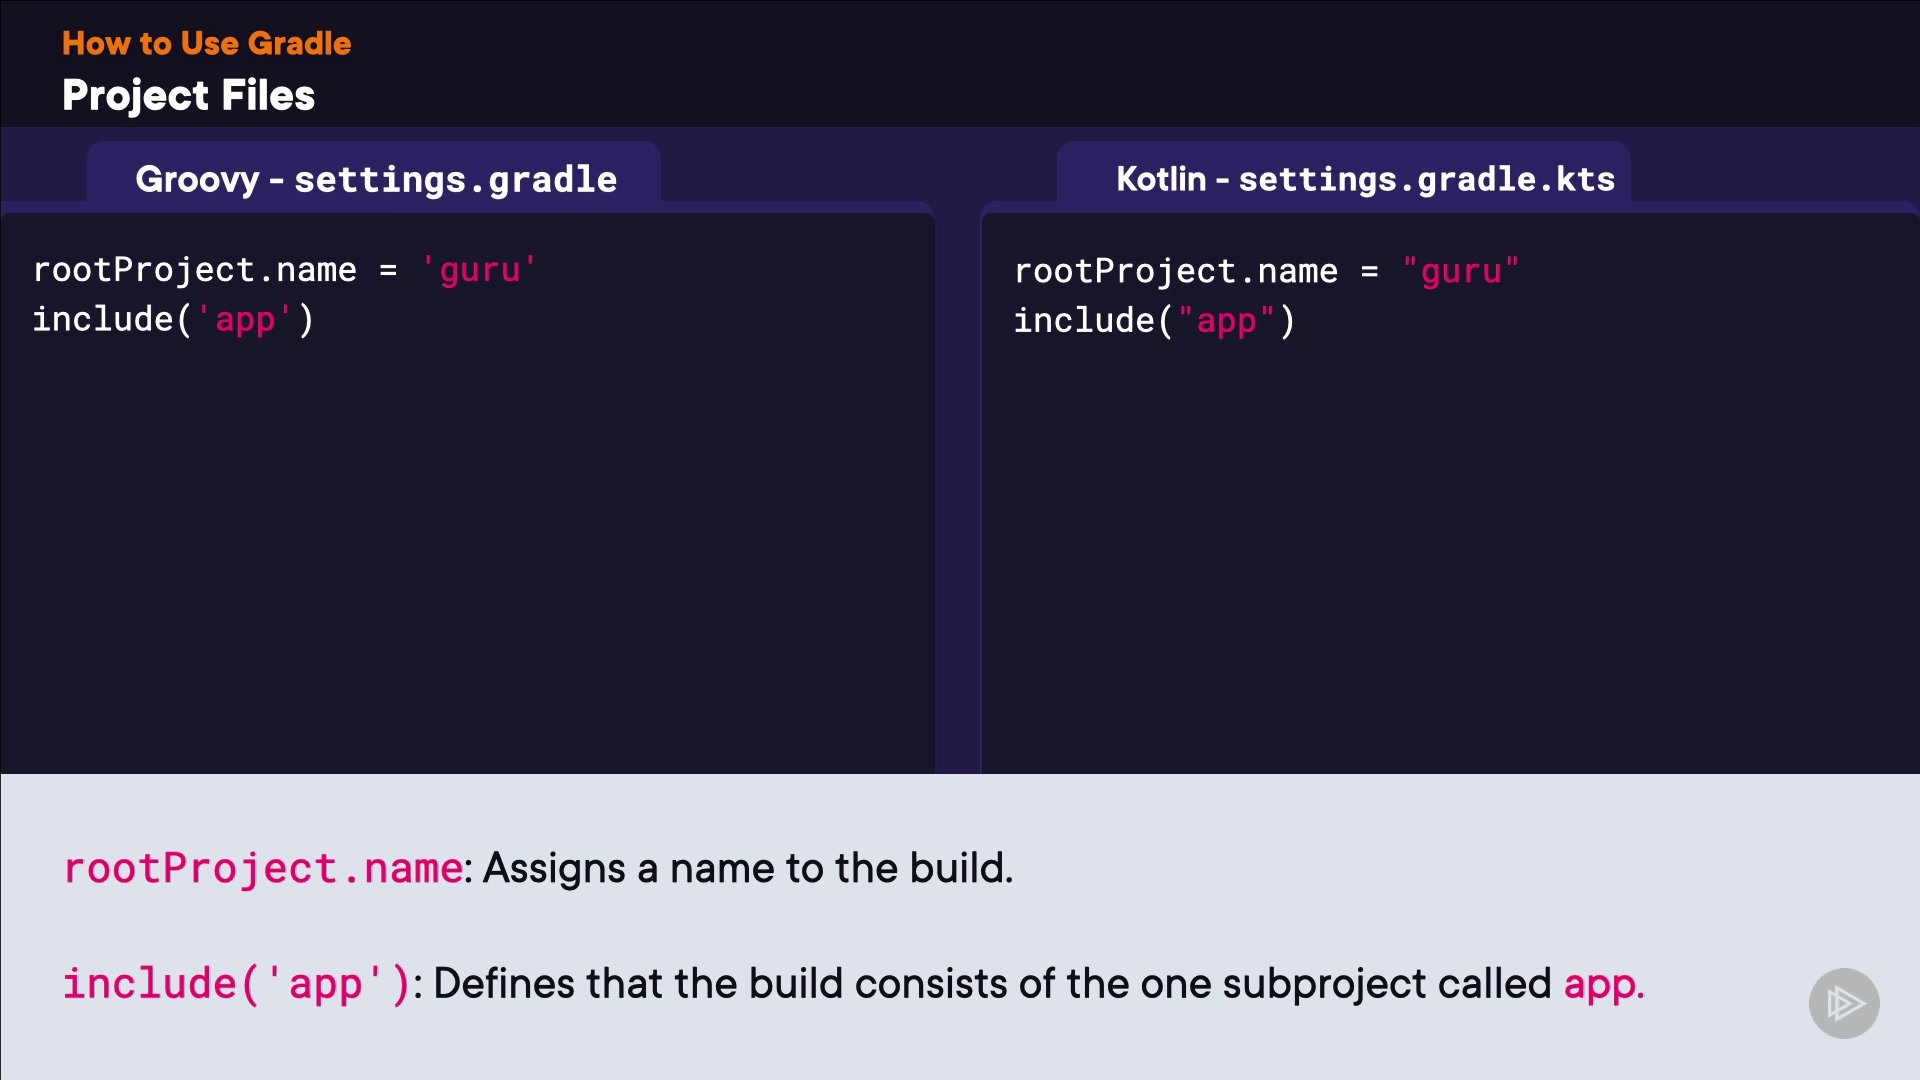 How to Use Gradle
Project Files
Groovy - settings.gradle
rootProject.name = 'guru'
include('app')
Kotlin - settings.gradle.kts
rootProject.name = "guru"
include("app")
rootProject.name: Assigns a name to the build.
include('app'): Defines that the build consists of the one subproject called app.